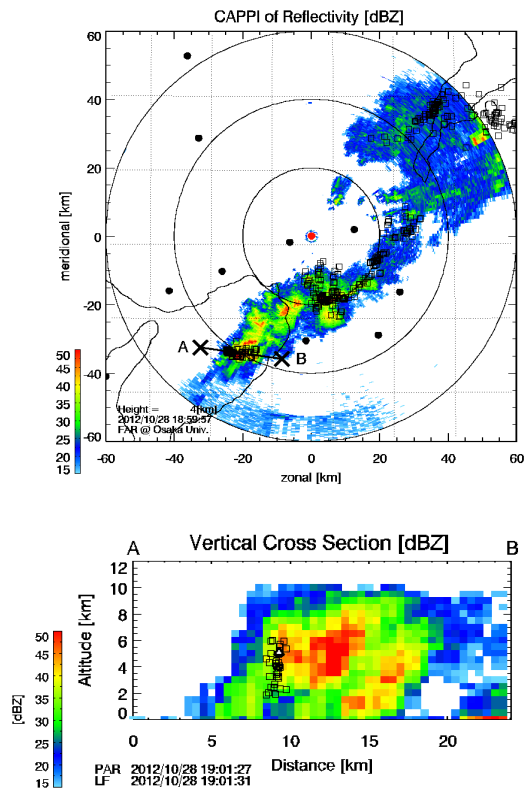 CAPPI of Reflectivity [dBZ]
60
40
20
0
-20
-40
-60
meridional [km]
A
B
50
45
40
35
30
25
20
15
Height = 4[km]
2012/10/28 18:59:57
PAR @ Osaka Univ.
-60 -40 -20 0 20 40 60
zonal [km]
A
B
Vertical Cross Section [dBZ]
12
10
8
6
4
2
0
Altitude [km]
50
45
40
35
30
25
20
15
[dBZ]
0 5 10 15 20
Distance [km]
PAR 2012/10/28 19:01:27
LF 2012/10/28 19:01:31